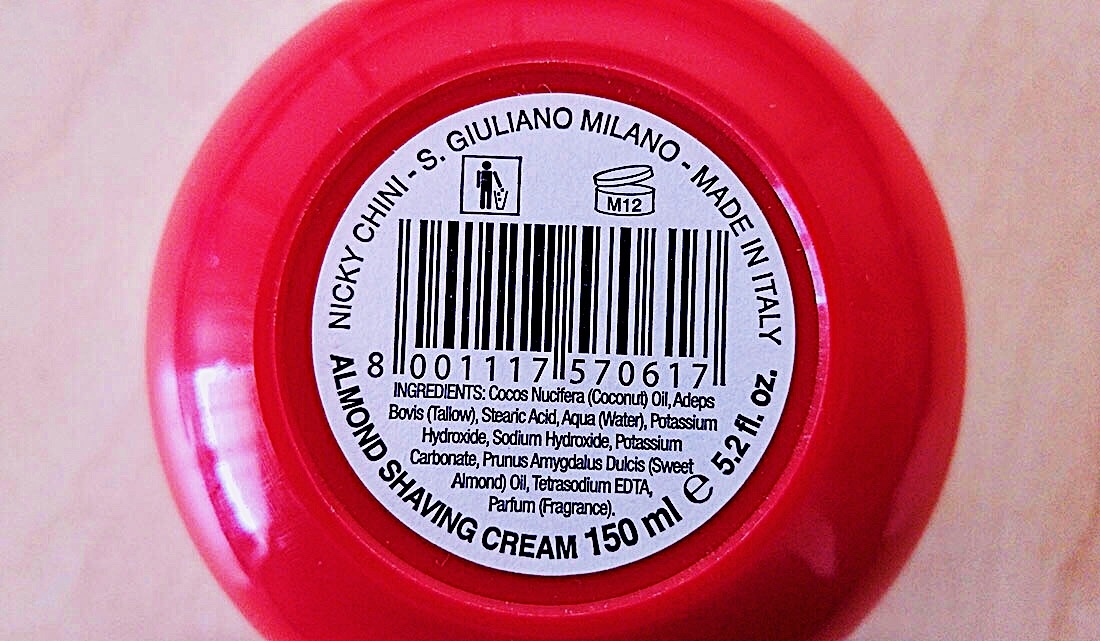 NICKY CHINI - S. GIULIANO MILANO - MADE IN ITALY
M12
8 001117 570617
INGREDIENTS: Cocos Nucifera (Coconut) Oil, Adeps
Bovis (Tallow), Stearic Acid, Aqua (Water), Potassium
Hydroxide, Sodium Hydroxide, Potassium
Carbonate, Prunus Amygdalus Dulcis (Sweet
Almond) Oil, Tetrasodium EDTA,
Parfum (Fragrance).
ALMOND SHAVING CREAM 150 ml ℮ 5.2 fl. oz.